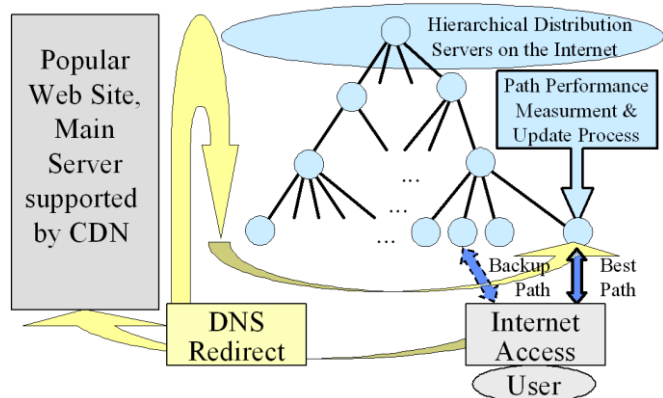 Popular
Web Site,
Main
Server
supported
by CDN
Hierarchical Distribution
Servers on the Internet
Path Performance
Measurment &
Update Process
...
...
...
Backup
Path
Best
Path
DNS
Redirect
Internet
Access
User